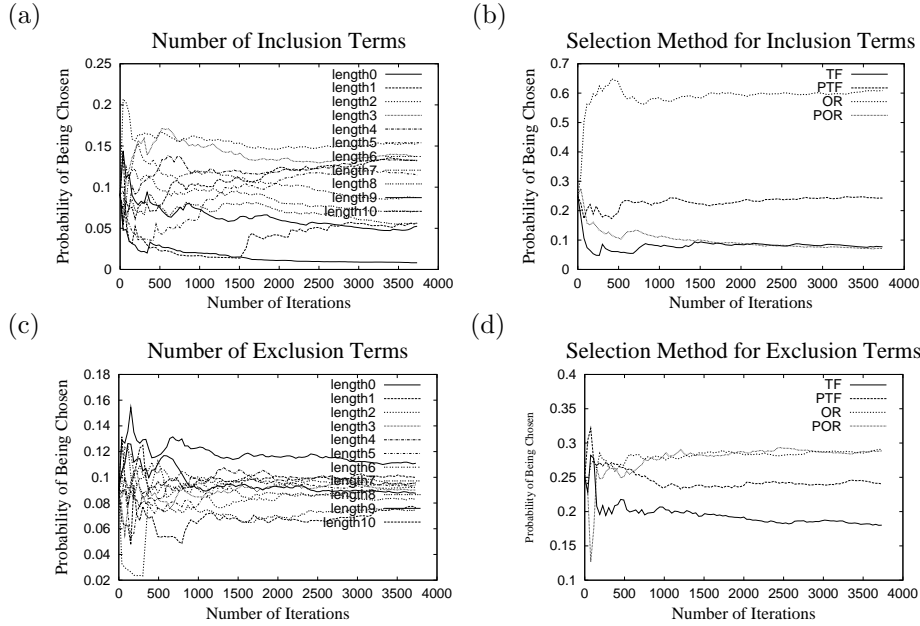 (a)
Number of Inclusion Terms
Probability of Being Chosen
0.25
0.2
0.15
0.1
0.05
0
0 500 1000 1500 2000 2500 3000 3500 4000
Number of Iterations
length0
length1
length2
length3
length4
length5
length6
length7
length8
length9
length10
(b)
Selection Method for Inclusion Terms
Probability of Being Chosen
0.7
0.6
0.5
0.4
0.3
0.2
0.1
0
0 500 1000 1500 2000 2500 3000 3500 4000
Number of Iterations
TF
PTF
OR
POR
(c)
Number of Exclusion Terms
Probability of Being Chosen
0.18
0.16
0.14
0.12
0.1
0.08
0.06
0.04
0.02
0 500 1000 1500 2000 2500 3000 3500 4000
Number of Iterations
length0
length1
length2
length3
length4
length5
length6
length7
length8
length9
length10
(d)
Selection Method for Exclusion Terms
Probability of Being Chosen
0.4
0.35
0.3
0.25
0.2
0.15
0.1
0 500 1000 1500 2000 2500 3000 3500 4000
Number of Iterations
TF
PTF
OR
POR